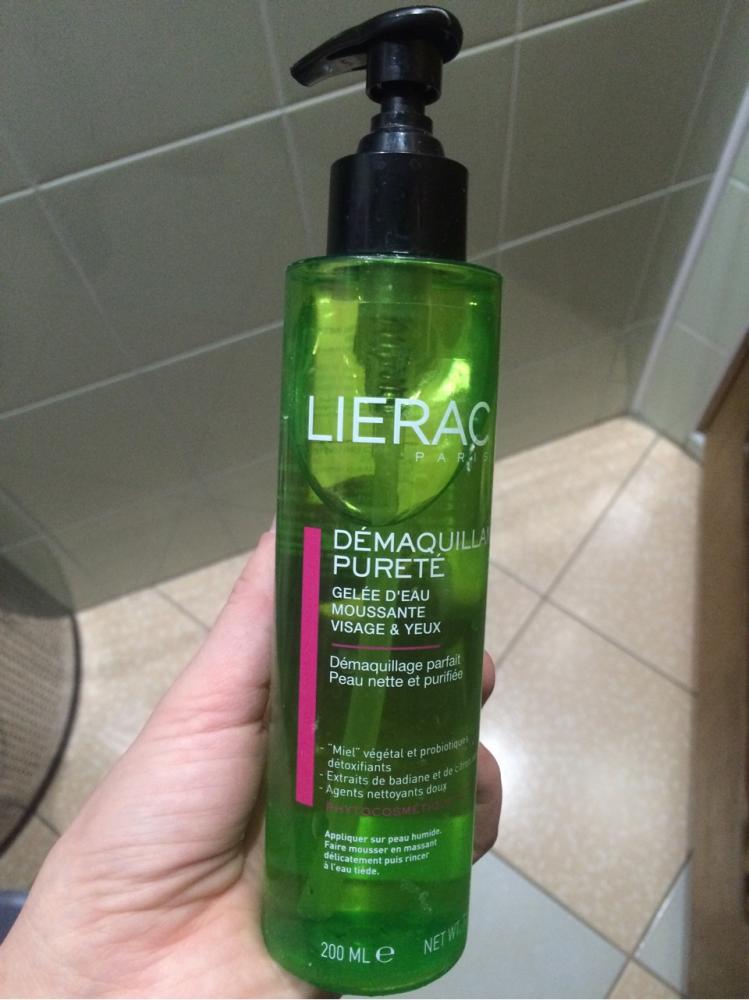 LIERAC
PARIS
DÉMAQUILLA
PURETÉ
GELÉE D'EAU
MOUSSANTE
VISAGE & YEUX
Démaquillage parfait
Peau nette et purifiée
- "Miel" végétal et probiotiques
détoxifiants
- Extraits de badiane et de citron
- Agents nettoyants doux
PHYTOCOSMÉTIQUE
Appliquer sur peau humide.
Faire mousser en massant
délicatement puis rincer
à l'eau tiède.
200 ML e
NET WT.